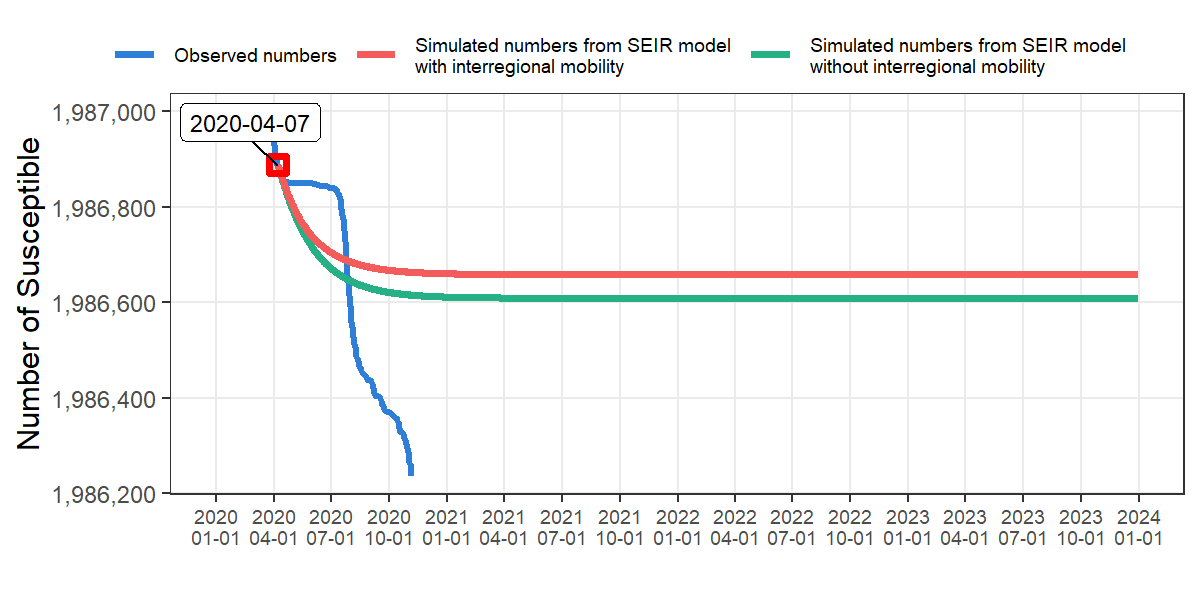 Observed numbers
Simulated numbers from SEIR model
with interregional mobility
Simulated numbers from SEIR model
without interregional mobility
Number of Susceptible
1,987,000
1,986,800
1,986,600
1,986,400
1,986,200
2020-04-07
2020 2020 2020 2020 2021 2021 2021 2021 2022 2022 2022 2022 2023 2023 2023 2023 2024
01-01 04-01 07-01 10-01 01-01 04-01 07-01 10-01 01-01 04-01 07-01 10-01 01-01 04-01 07-01 10-01 01-01